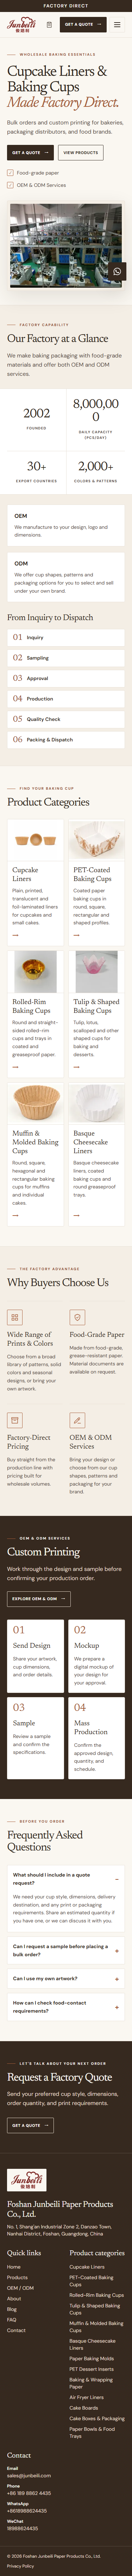 FACTORY DIRECT
Junbill
俊聪利
GET A QUOTE →
WHOLESALE BAKING ESSENTIALS
Cupcake Liners &
Baking Cups
Made Factory Direct.
Bulk orders and custom printing for bakeries,
packaging distributors, and food brands.
GET A QUOTE →
VIEW PRODUCTS
Food-grade paper
OEM & ODM Services
FACTORY CAPABILITY
Our Factory at a Glance
We make baking packaging with food-grade
materials and offer both OEM and ODM
services.
2002
FOUNDED
8,000,00
0
DAILY CAPACITY
(PCS/DAY)
30+
EXPORT COUNTRIES
2,000+
COLORS & PATTERNS
OEM
We manufacture to your design, logo and
dimensions.
ODM
We offer cup shapes, patterns and
packaging options for you to select and sell
under your own brand.
From Inquiry to Dispatch
01 Inquiry
02 Sampling
03 Approval
04 Production
05 Quality Check
06 Packing & Dispatch
FIND YOUR BAKING CUP
Product Categories
Cupcake
Liners
Plain, printed,
translucent and
foil-laminated liners
for cupcakes and
small cakes.
→
PET-Coated
Baking Cups
Coated paper
baking cups in
round, square,
rectangular and
shaped profiles.
→
Rolled-Rim
Baking Cups
Round and straight-
sided rolled-rim
cups and trays in
coated and
greaseproof paper.
→
Tulip & Shaped
Baking Cups
Tulip, lotus,
scalloped and other
shaped cups for
bakery and
desserts.
→
Muffin &
Molded Baking
Cups
Round, square,
hexagonal and
rectangular baking
cups for muffins
and individual
cakes.
→
Basque
Cheesecake
Liners
Basque cheesecake
liners, coated
baking cups and
round greaseproof
trays.
→
THE FACTORY ADVANTAGE
Why Buyers Choose Us
Wide Range of
Prints & Colors
Choose from a broad
library of patterns, solid
colors and seasonal
designs, or bring your
own artwork.
Food-Grade Paper
Made from food-grade,
grease-resistant paper.
Material documents are
available on request.
Factory-Direct
Pricing
Buy straight from the
production line with
pricing built for
wholesale volumes.
OEM & ODM
Services
Bring your design or
choose from our cup
shapes, patterns and
packaging for your
brand.
OEM & ODM SERVICES
Custom Printing
Work through the design and sample before
confirming your production order.
EXPLORE OEM & ODM →
01
Send Design
Share your artwork,
cup dimensions,
and order details.
02
Mockup
We prepare a
digital mockup of
your design for
your approval.
03
Sample
Review a sample
and confirm the
specifications.
04
Mass
Production
Confirm the
approved design,
quantity, and
schedule.
BEFORE YOU ORDER
Frequently Asked
Questions
What should I include in a quote
request?
We need your cup style, dimensions, delivery
destination, and any print or packaging
requirements. Share an estimated quantity if
you have one, or we can discuss it with you.
Can I request a sample before placing a
bulk order?
Can I use my own artwork?
How can I check food-contact
requirements?
LET'S TALK ABOUT YOUR NEXT ORDER
Request a Factory Quote
Send your preferred cup style, dimensions,
order quantity, and print requirements.
GET A QUOTE →
Junbill
俊聪利
Foshan Junbeili Paper Products
Co., Ltd.
No. 1, Shang'an Industrial Zone 2, Danzao Town,
Nanhai District, Foshan, Guangdong, China
Quick links
Home
Products
OEM / ODM
About
Blog
FAQ
Contact
Product categories
Cupcake Liners
PET-Coated Baking
Cups
Rolled-Rim Baking Cups
Tulip & Shaped Baking
Cups
Muffin & Molded Baking
Cups
Basque Cheesecake
Liners
Paper Baking Molds
PET Dessert Inserts
Baking & Wrapping
Paper
Air Fryer Liners
Cake Boards
Cake Boxes & Packaging
Paper Bowls & Food
Trays
Contact
Email
sales@junbeili.com
Phone
+86 189 8862 4435
WhatsApp
+8618988624435
WeChat
18988624435
© 2026 Foshan Junbeili Paper Products Co., Ltd.
Privacy Policy